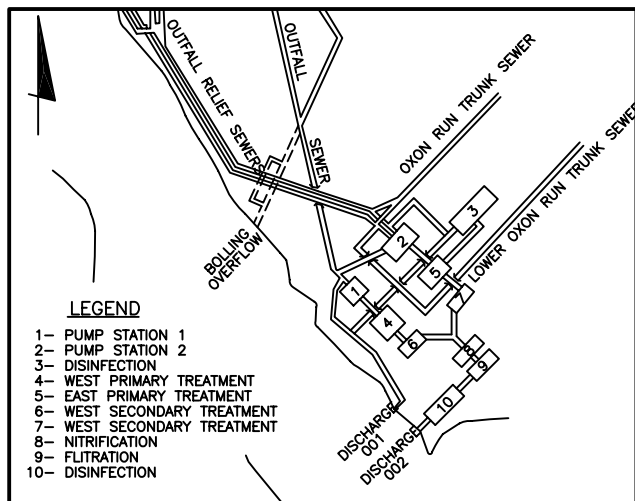 OUTFALL RELIEF SEWERS
OUTFALL
SEWER
OXON RUN TRUNK SEWER
LOWER OXON RUN TRUNK SEWER
BOLLING
OVERFLOW
3
2
5
1
7
4
6
8
9
10
DISCHARGE
001
DISCHARGE
002
LEGEND
1- PUMP STATION 1
2- PUMP STATION 2
3- DISINFECTION
4- WEST PRIMARY TREATMENT
5- EAST PRIMARY TREATMENT
6- WEST SECONDARY TREATMENT
7- WEST SECONDARY TREATMENT
8- NITRIFICATION
9- FLITRATION
10- DISINFECTION